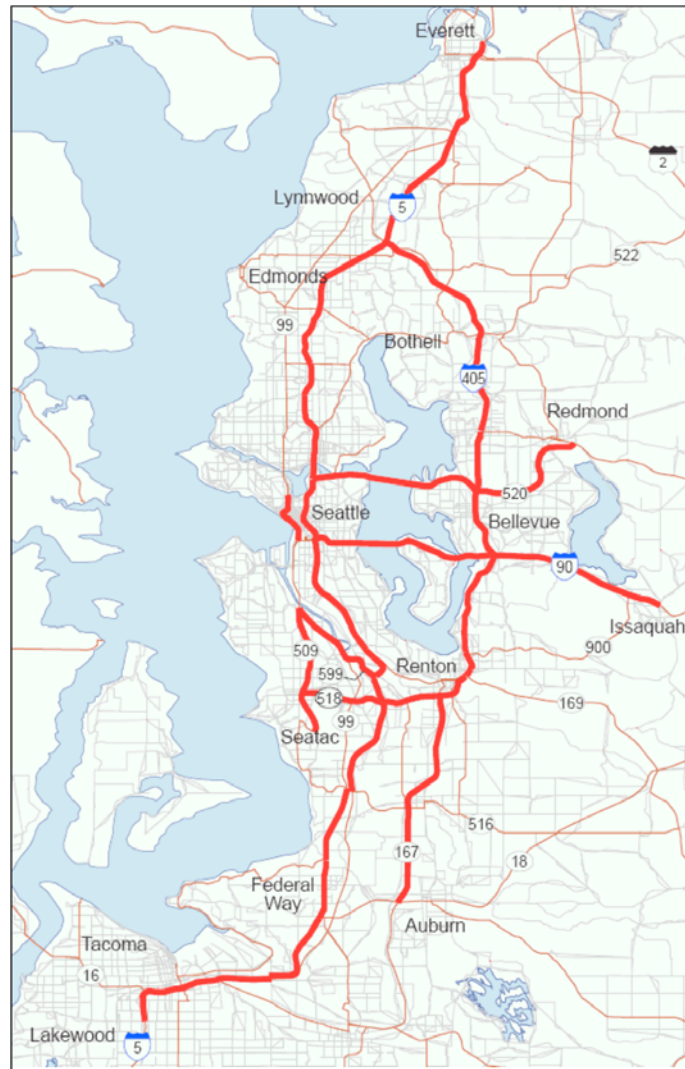 Everett
2
Lynnwood
5
522
Edmonds
99
Bothell
405
Redmond
520
Seattle
Bellevue
90
Issaquah
900
509
Renton
599
518
169
99
Seatac
516
167
18
Federal
Way
Auburn
Tacoma
16
Lakewood
5